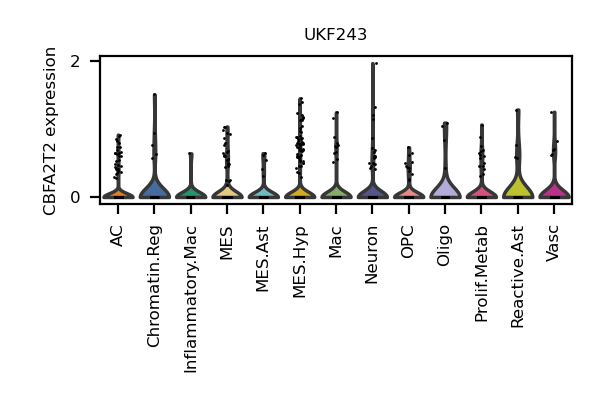 UKF243
CBFA2T2 expression
2
0
AC
Chromatin.Reg
Inflammatory.Mac
MES
MES.Ast
MES.Hyp
Mac
Neuron
OPC
Oligo
Prolif.Metab
Reactive.Ast
Vasc